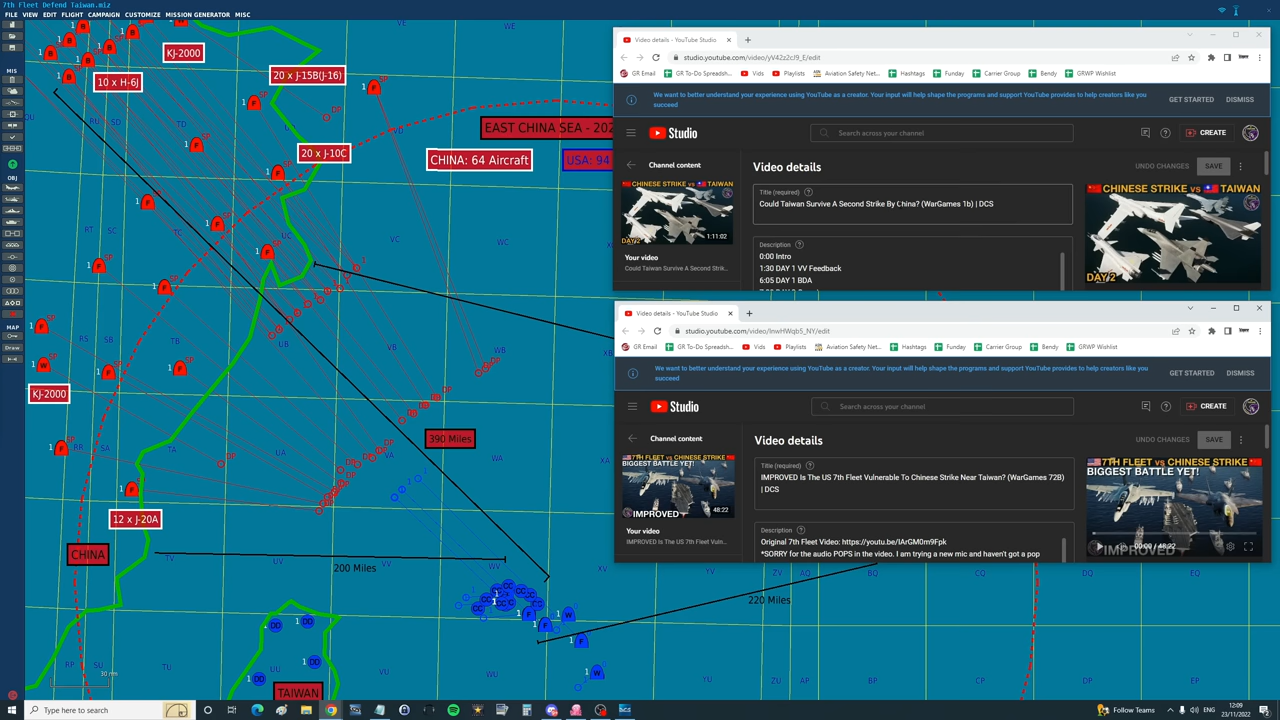 7th Fleet Defend Taiwan.miz
FILE VIEW EDIT FLIGHT CAMPAIGN CUSTOMIZE MISSION GENERATOR MISC
MIS
OBJ
MAP
KJ-2000
10 x H-6J
20 x J-15B(J-16)
20 x J-10C
EAST CHINA SEA - 202
CHINA: 64 Aircraft
USA: 94
KJ-2000
390 Miles
12 x J-20A
CHINA
200 Miles
220 Miles
TAIWAN
30 nm
Video details - YouTube Studio
studio.youtube.com/video/yV42z2cJ9_E/edit
GR Email
GR To-Do Spreadsh...
Vids
Playlists
Aviation Safety Net...
Hashtags
Funday
Carrier Group
Bendy
GRWP Wishlist
We want to better understand your experience using YouTube as a creator. Your input will help shape the programs and support YouTube provides to help creators like you
succeed
GET STARTED
DISMISS
Studio
Search across your channel
CREATE
Channel content
Video details
UNDO CHANGES
SAVE
CHINESE STRIKE vs TAIWAN
DAY2
1:11:02
Your video
Could Taiwan Survive A Second Strik...
Title (required)
Could Taiwan Survive A Second Strike By China? (WarGames 1b) | DCS
Description
0:00 Intro
1:30 DAY 1 VV Feedback
6:05 DAY 1 BDA
CHINESE STRIKE vs TAIWAN
DAY 2
Video details - YouTube Studio
studio.youtube.com/video/InwHWqb5_NY/edit
GR Email
GR To-Do Spreadsh...
Vids
Playlists
Aviation Safety Net...
Hashtags
Funday
Carrier Group
Bendy
GRWP Wishlist
We want to better understand your experience using YouTube as a creator. Your input will help shape the programs and support YouTube provides to help creators like you
succeed
GET STARTED
DISMISS
Studio
Search across your channel
CREATE
Channel content
Video details
UNDO CHANGES
SAVE
7TH FLEET v CHINESE STRIKE
BIGGEST BATTLE YET!
IMPROVED
48:22
Your video
IMPROVED Is The US 7th Fleet Vuln...
Title (required)
IMPROVED Is The US 7th Fleet Vulnerable To Chinese Strike Near Taiwan? (WarGames 72B)
| DCS
Description
Original 7th Fleet Video: https://youtu.be/IArGM0m9Fpk
*SORRY for the audio POPS in the video. I am trying a new mic and haven't got a pop
7TH FLEET v CHINESE STRIKE
BIGGEST BATTLE YET!
0:00 / 48:22
Type here to search
Follow Teams
ENG
12:09
23/11/2022